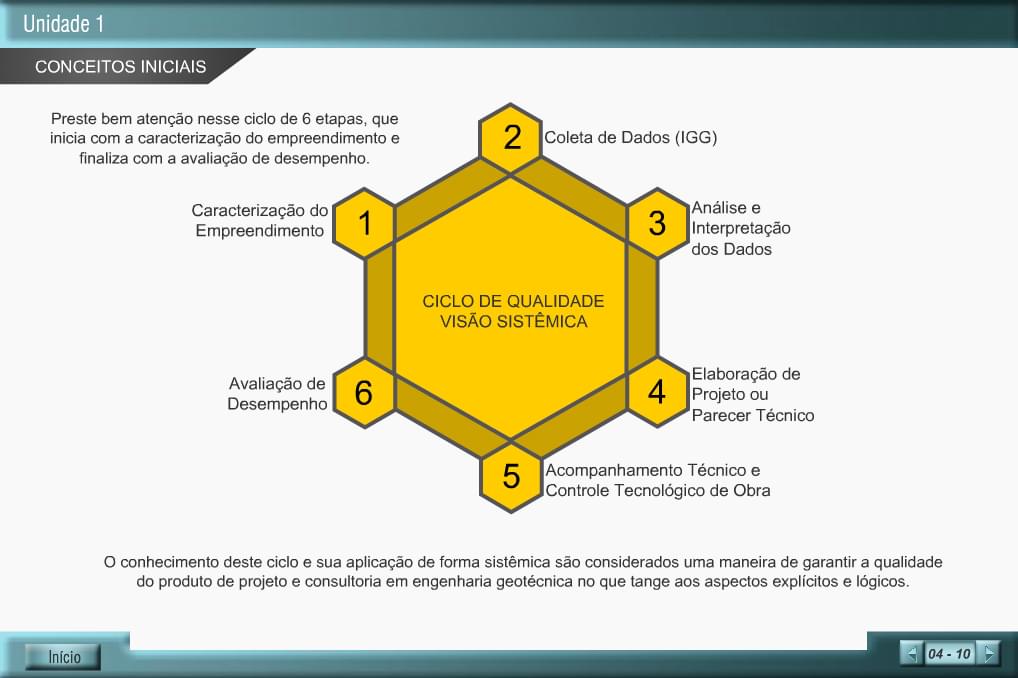 Unidade 1
CONCEITOS INICIAIS
Preste bem atenção nesse ciclo de 6 etapas, que
inicia com a caracterização do empreendimento e
finaliza com a avaliação de desempenho.
1
Caracterização do
Empreendimento
2
Coleta de Dados (IGG)
3
Análise e
Interpretação
dos Dados
CICLO DE QUALIDADE
VISÃO SISTÊMICA
4
Elaboração de
Projeto ou
Parecer Técnico
5
Acompanhamento Técnico e
Controle Tecnológico de Obra
6
Avaliação de
Desempenho
O conhecimento deste ciclo e sua aplicação de forma sistêmica são considerados uma maneira de garantir a qualidade
do produto de projeto e consultoria em engenharia geotécnica no que tange aos aspectos explícitos e lógicos.
Início
04 - 10